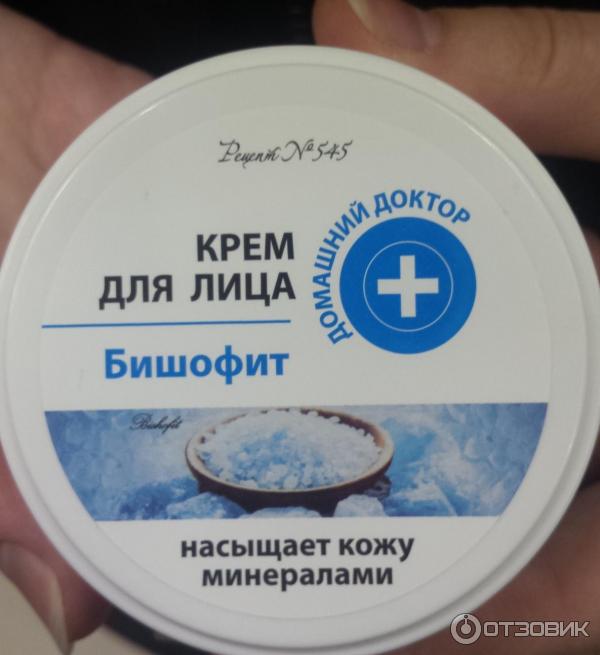 Рецепт №545
КРЕМ
ДЛЯ ЛИЦА
ДОМАШНИЙ ДОКТОР
Бишофит
Bishofit
насыщает кожу
минералами
ОТЗОВИК